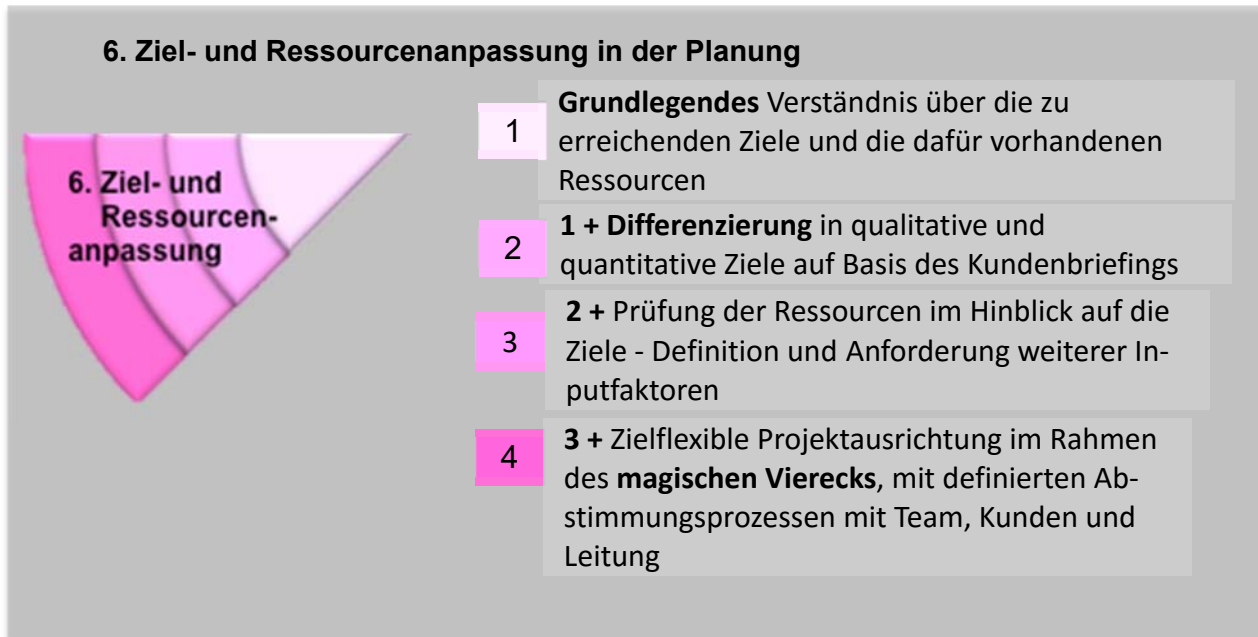 6. Ziel- und Ressourcenanpassung in der Planung
6. Ziel- und
Ressourcen-
anpassung
1
Grundlegendes Verständnis über die zu
erreichenden Ziele und die dafür vorhandenen
Ressourcen
2
1 + Differenzierung in qualitative und
quantitative Ziele auf Basis des Kundenbriefings
3
2 + Prüfung der Ressourcen im Hinblick auf die
Ziele - Definition und Anforderung weiterer In-
putfaktoren
4
3 + Zielflexible Projektausrichtung im Rahmen
des magischen Vierecks, mit definierten Ab-
stimmungsprozessen mit Team, Kunden und
Leitung